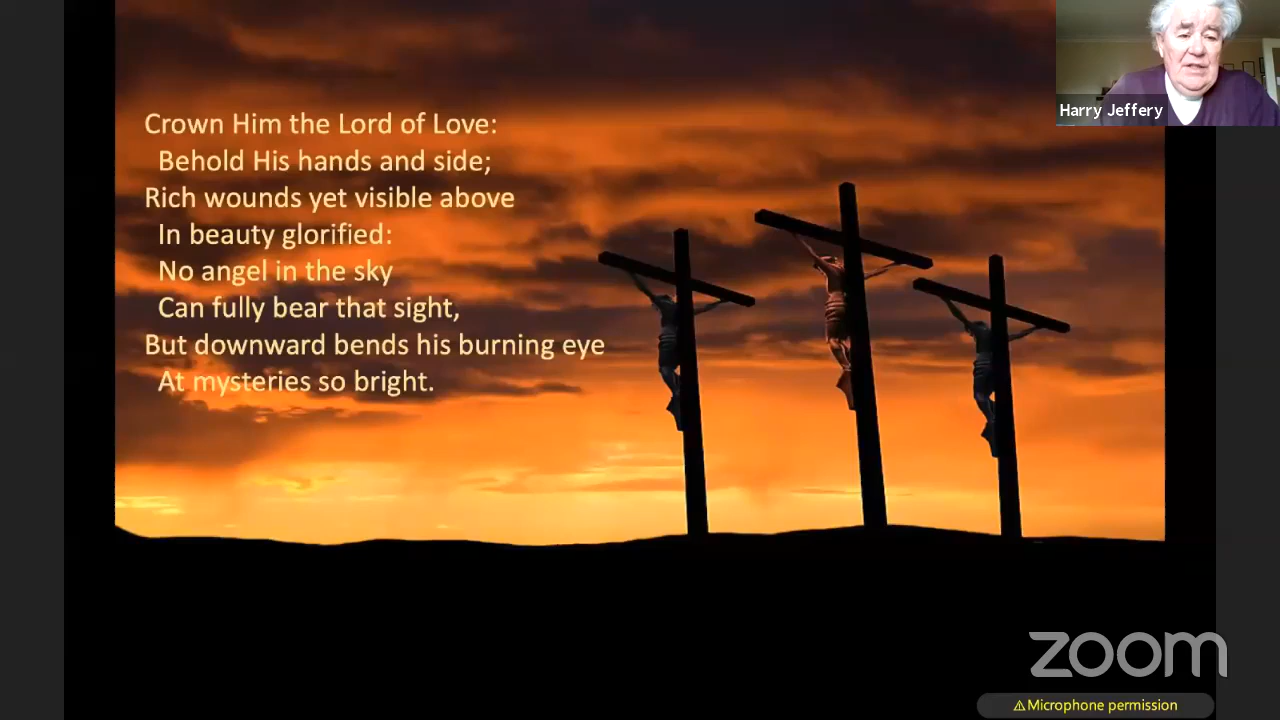 Crown Him the Lord of Love:
Behold His hands and side;
Rich wounds yet visible above
In beauty glorified:
No angel in the sky
Can fully bear that sight,
But downward bends his burning eye
At mysteries so bright.
Harry Jeffery
zoom
⚠Microphone permission